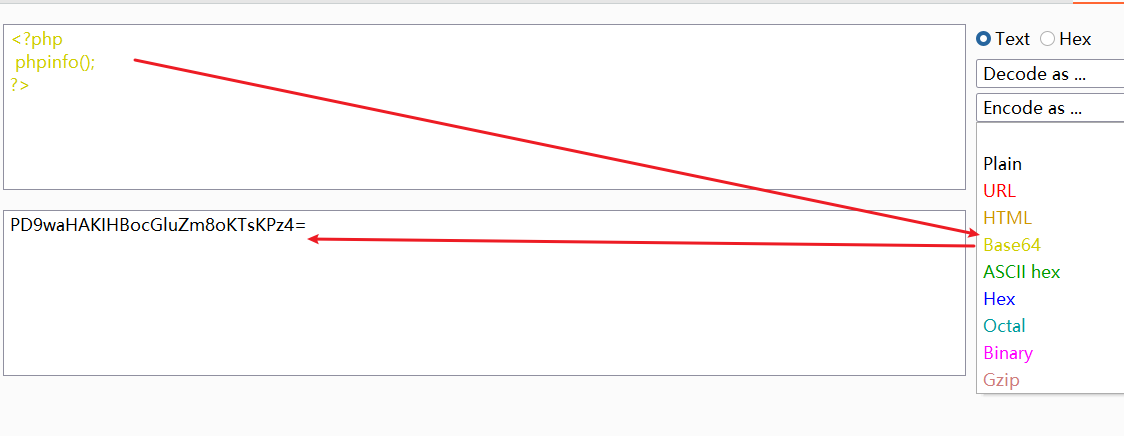 <?php
phpinfo();
?>
Text
Hex
Decode as ...
Encode as ...
Plain
URL
HTML
Base64
ASCII hex
Hex
Octal
Binary
Gzip
PD9waHAKIHBocGluZm8oKTsKPz4=